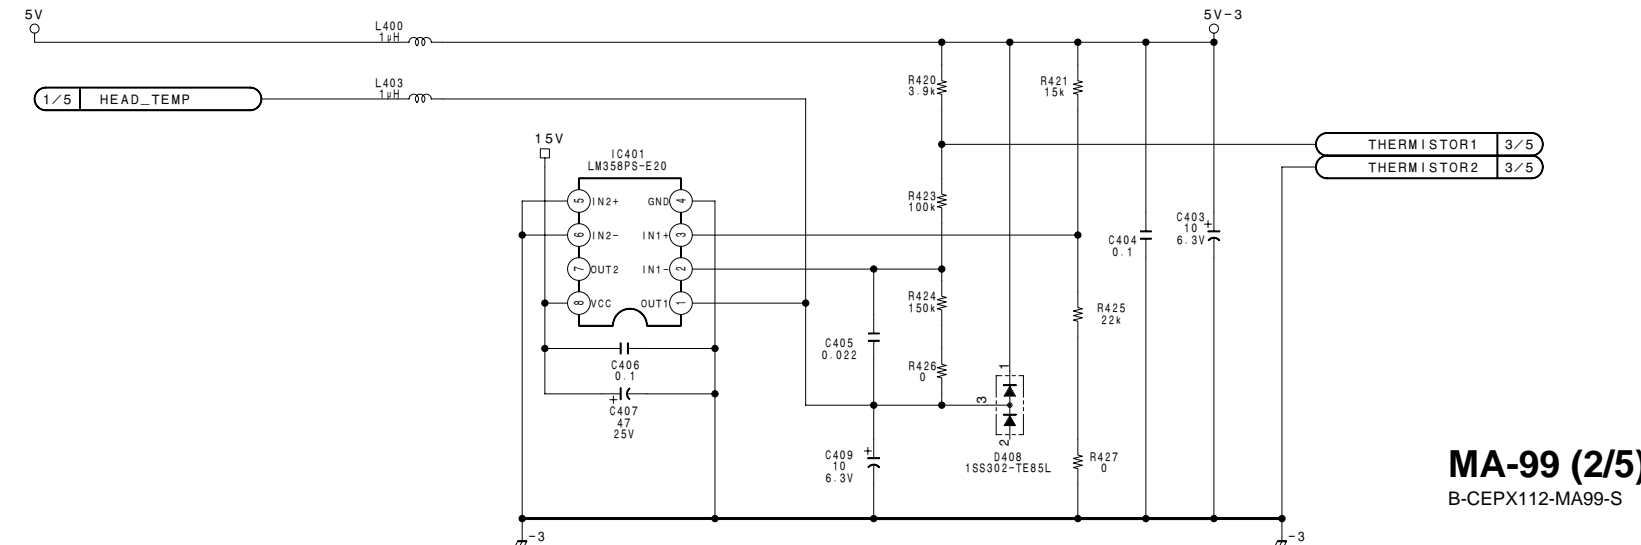 5V
L400
1μH
5V-3
1/5 HEAD_TEMP
L403
1μH
R420
3.9k
R421
15k
THERMISTOR1 3/5
THERMISTOR2 3/5
15V
IC401
LM358PS-E20
5 IN2+ GND 4
6 IN2- IN1+ 3
7 OUT2 IN1- 2
8 VCC OUT1 1
R423
100k
C404
0.1
C403
+
10
6.3V
R424
150k
R425
22k
C405
0.022
R426
0
C406
0.1
+
C407
47
25V
1
3
2
D408
1SS302-TE85L
C409
+
10
6.3V
R427
0
-3
-3
MA-99 (2/5)
B-CEPX112-MA99-S